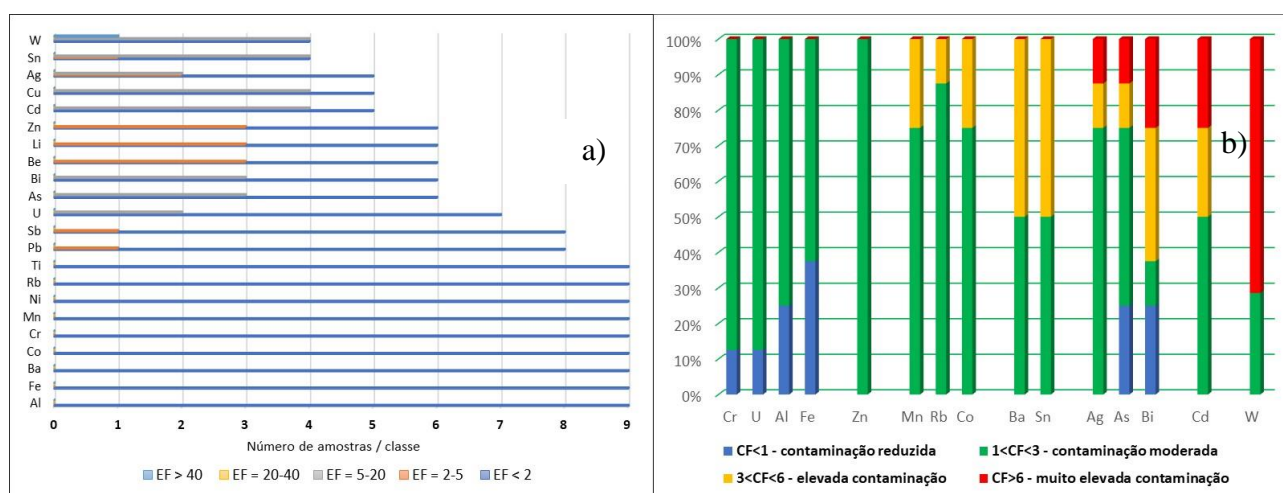 W
Sn
Ag
Cu
Cd
Zn
Li
Be
Bi
As
U
Sb
Pb
Ti
Rb
Ni
Mn
Cr
Co
Ba
Fe
Al
a)
0 1 2 3 4 5 6 7 8 9
Número de amostras / classe
EF > 40 EF = 20-40 EF = 5-20 EF = 2-5 EF < 2
100%
90%
80%
70%
60%
50%
40%
30%
20%
10%
0%
b)
Cr U Al Fe Zn Mn Rb Co Ba Sn Ag As Bi Cd W
CF<1 - contaminação reduzida 1<CF<3 - contaminação moderada
3<CF<6 - elevada contaminação CF>6 - muito elevada contaminação